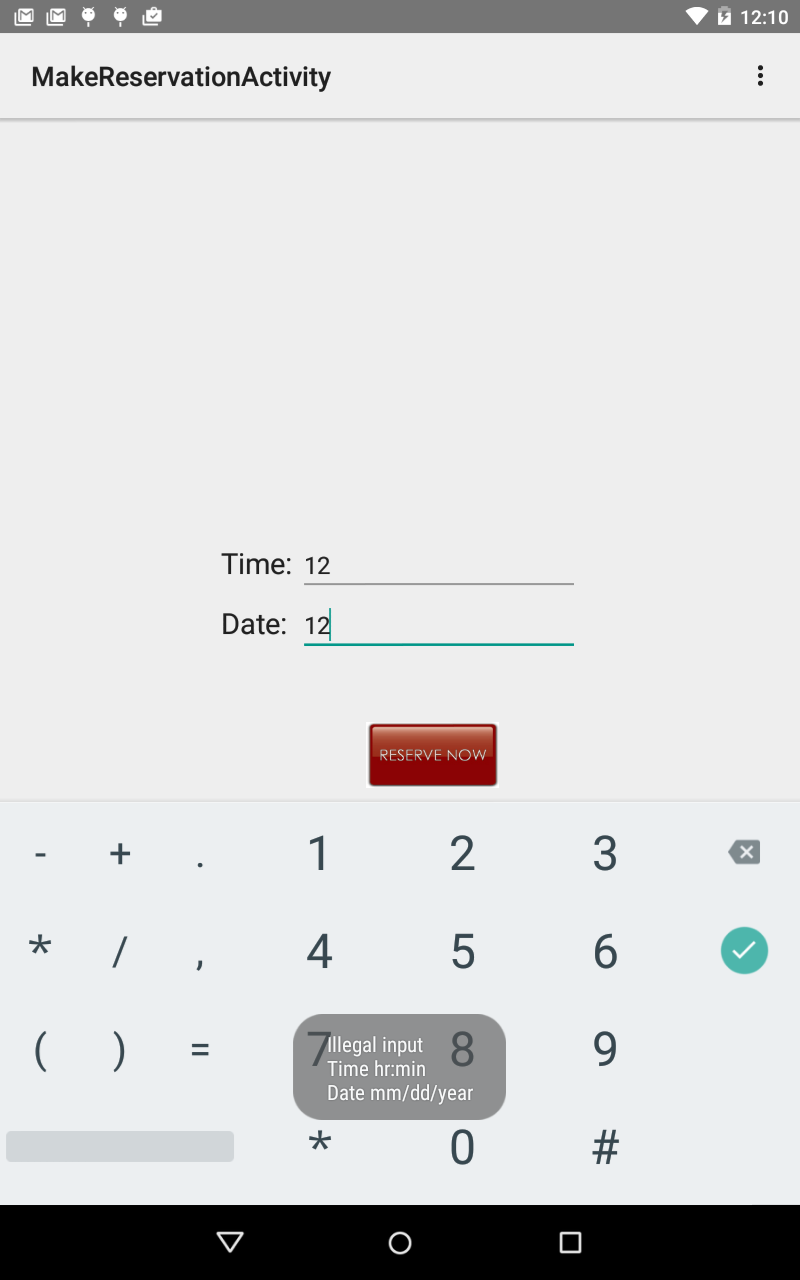 12:10
MakeReservationActivity
Time: 12
Date: 12
RESERVE NOW
- + . 1 2 3
* / , 4 5 6
( ) = 7 8 9
Illegal input
Time hr:min
Date mm/dd/year
* 0 #